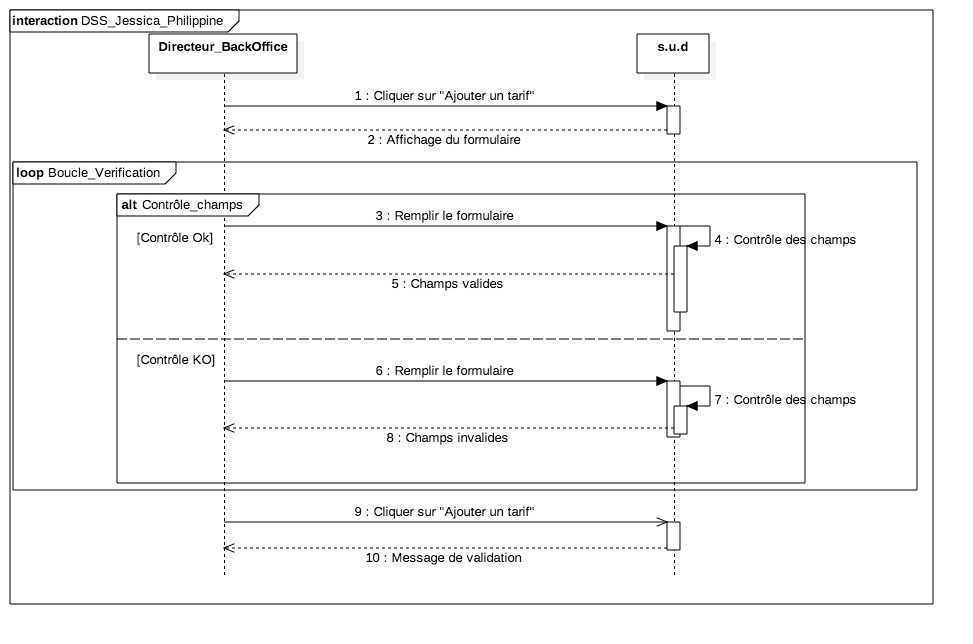 interaction DSS_Jessica_Philippine
Directeur_BackOffice
s.u.d
1 : Cliquer sur "Ajouter un tarif"
2 : Affichage du formulaire
loop Boucle_Verification
alt Contrôle_champs
3 : Remplir le formulaire
[Contrôle Ok]
4 : Contrôle des champs
5 : Champs valides
[Contrôle KO]
6 : Remplir le formulaire
7 : Contrôle des champs
8 : Champs invalides
9 : Cliquer sur "Ajouter un tarif"
10 : Message de validation